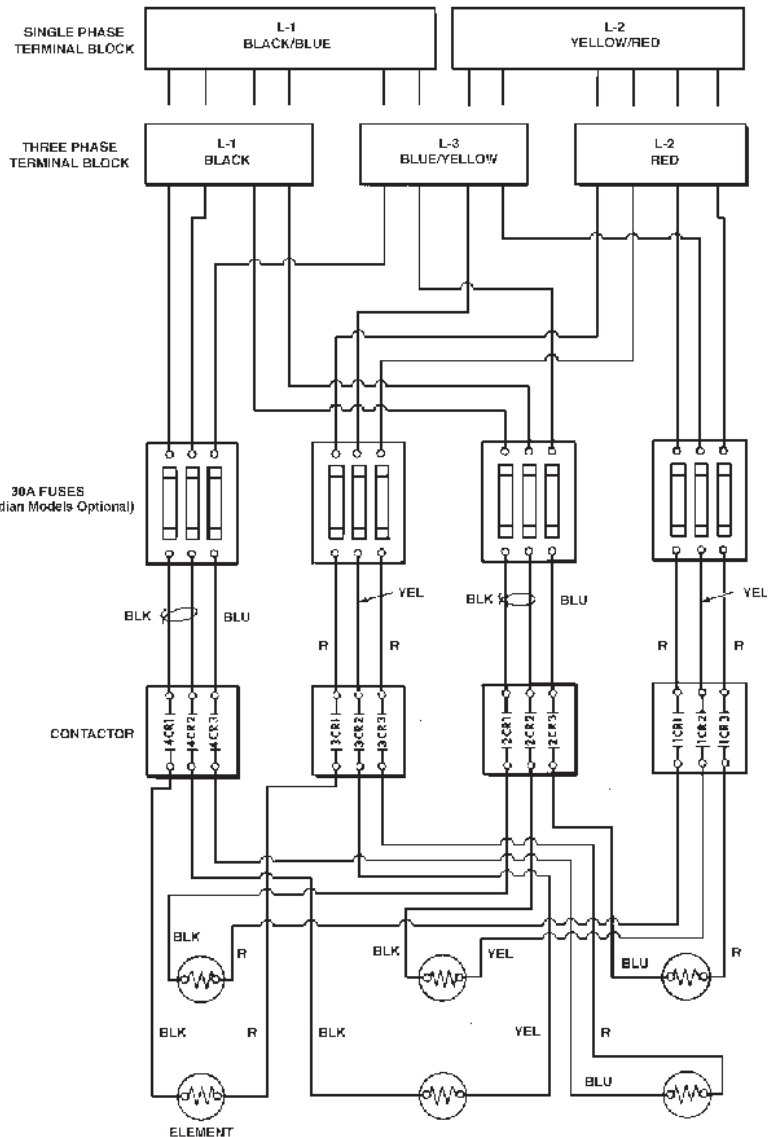 SINGLE PHASE
TERMINAL BLOCK
L-1
BLACK/BLUE
L-2
YELLOW/RED
THREE PHASE
TERMINAL BLOCK
L-1
BLACK
L-3
BLUE/YELLOW
L-2
RED
30A FUSES
dian Models Optional)
BLK
BLU
YEL
R
R
BLK
BLU
YEL
R
R
CONTACTOR
4CR1
4CR2
4CR3
3CR1
3CR2
3CR3
2CR1
2CR2
2CR3
1CR1
1CR2
1CR3
BLK
R
BLK
YEL
BLU
R
BLK
R
BLK
YEL
R
BLU
ELEMENT